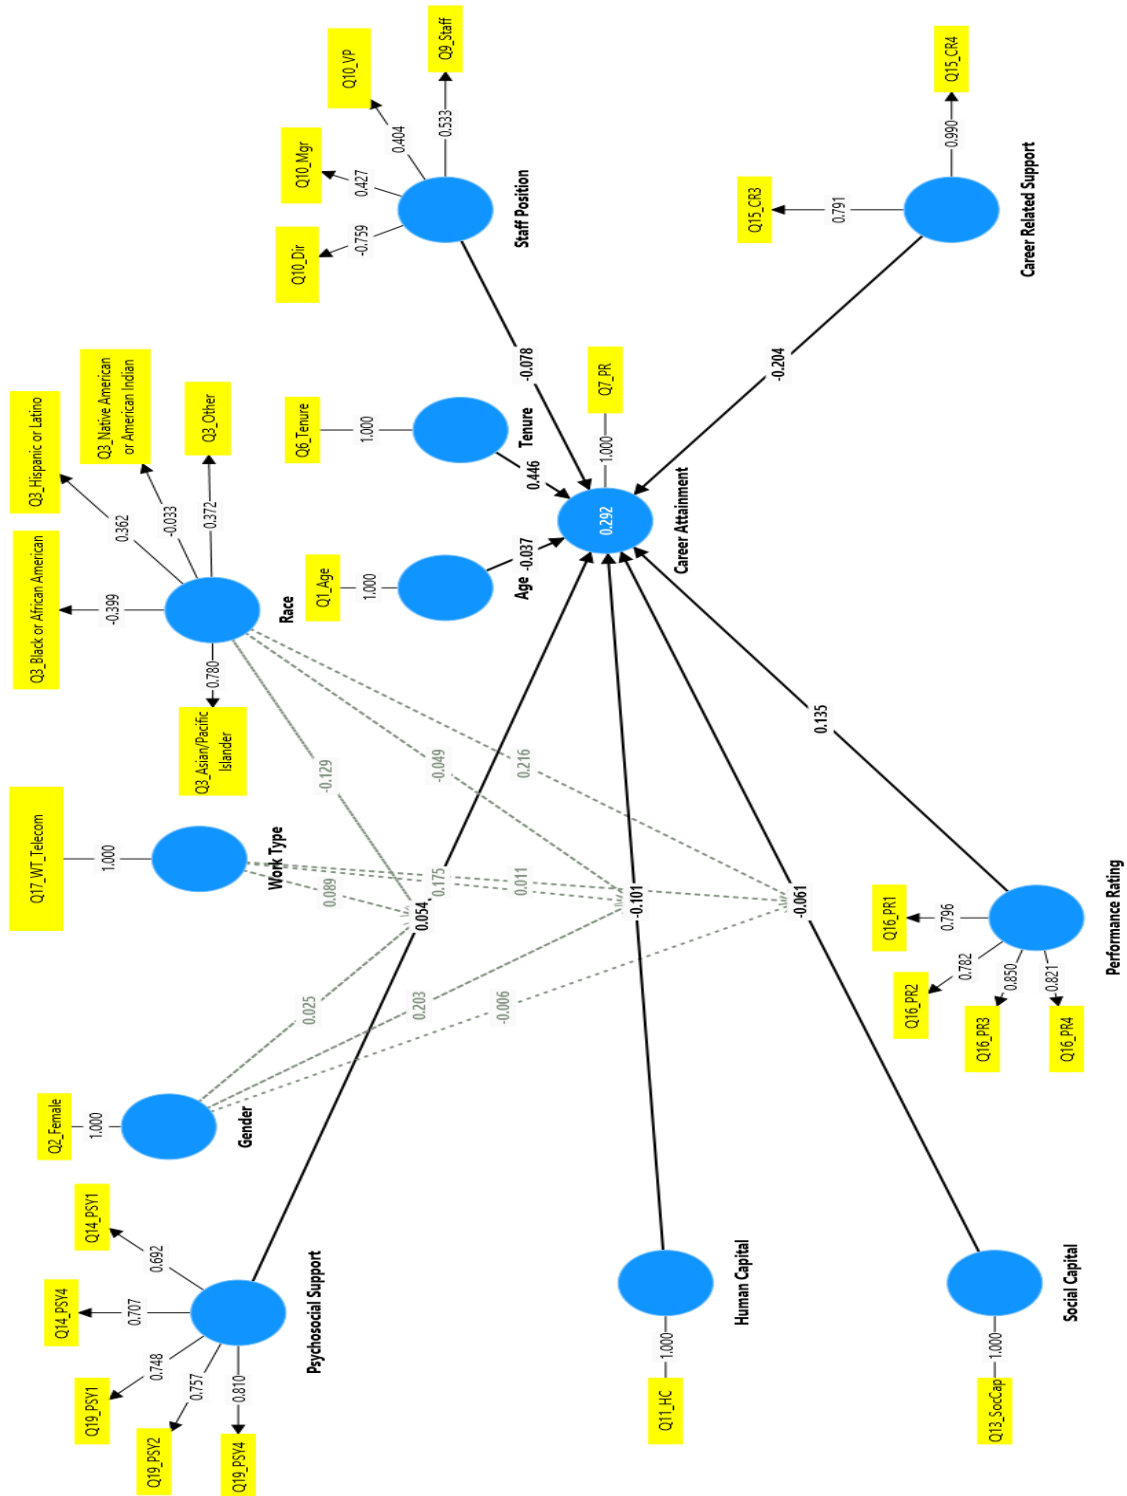 Q14_PSY1
Q14_PSY4
Q19_PSY1
Q19_PSY2
Q19_PSY4
0.692
0.707
0.748
0.757
0.810
Psychosocial Support
Q2_Female
1.000
Gender
Q17_WT_Telecom
1.000
Work Type
Q3_Asian/Pacific
Islander
Q3_Black or African American
Q3_Hispanic or Latino
Q3_Native American
or American Indian
Q3_Other
0.780
-0.399
0.362
-0.033
0.372
Race
Q10_Dir
Q10_Mgr
Q10_VP
Q9_Staff
-0.759
0.427
0.404
0.533
Staff Position
Q1_Age
1.000
Age
-0.037
Q6_Tenure
1.000
Tenure
0.446
-0.078
0.292
Career Attainment
1.000
Q7_PR
-0.204
Q15_CR3
0.791
Q15_CR4
0.990
Career Related Support
0.025
0.203
-0.006
0.089
0.175
0.011
-0.129
-0.049
0.216
0.054
-0.101
-0.061
0.135
Q11_HC
1.000
Human Capital
Q13_SocCap
1.000
Social Capital
Q16_PR1
Q16_PR2
Q16_PR3
Q16_PR4
0.796
0.782
0.850
0.821
Performance Rating